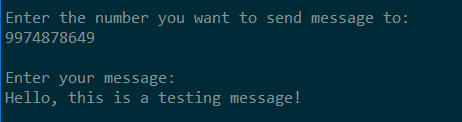 Enter the number you want to send message to:
9974878649
Enter your message:
Hello, this is a testing message!